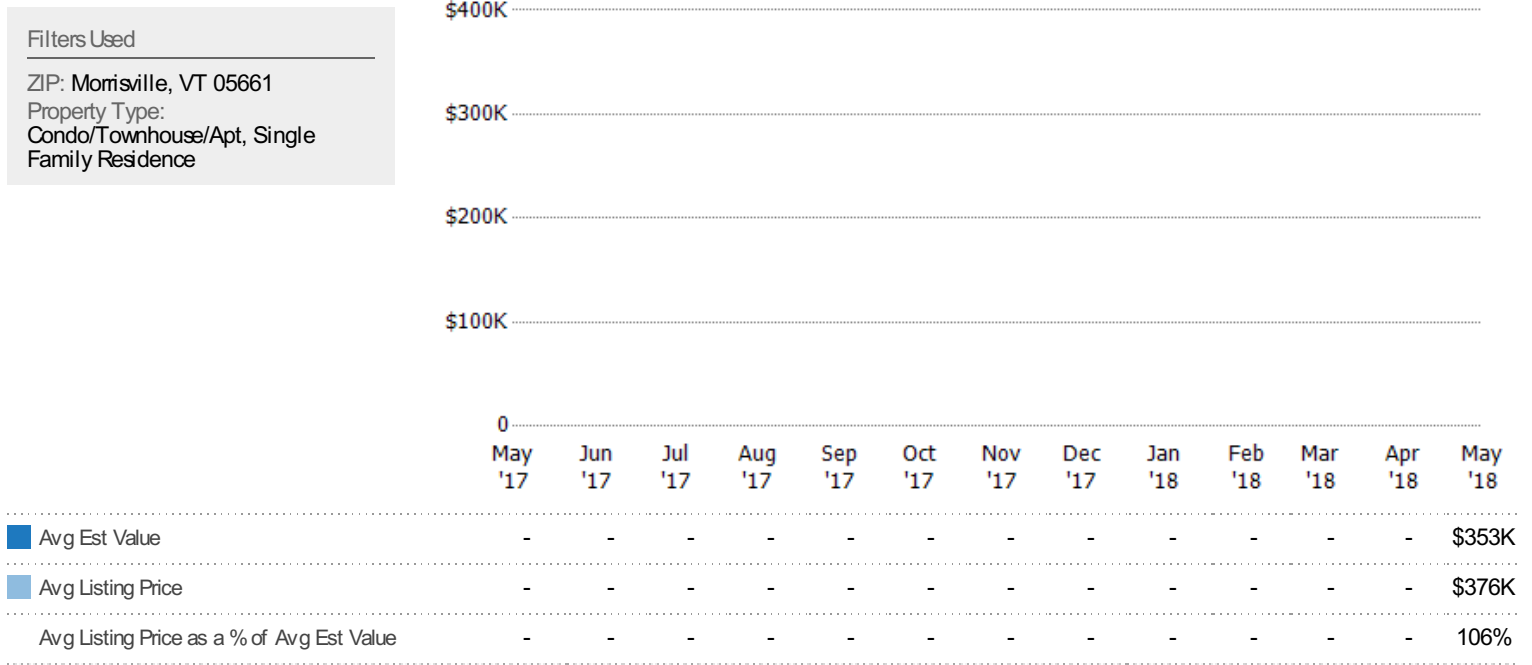 Filters Used
ZIP: Morrisville, VT 05661
Property Type:
Condo/Townhouse/Apt, Single
Family Residence
$400K
$300K
$200K
$100K
0
May Jun Jul Aug Sep Oct Nov Dec Jan Feb Mar Apr May
'17 '17 '17 '17 '17 '17 '17 '17 '18 '18 '18 '18 '18
Avg Est Value - - - - - - - - - - - - $353K
Avg Listing Price - - - - - - - - - - - - $376K
Avg Listing Price as a % of Avg Est Value - - - - - - - - - - - - 106%